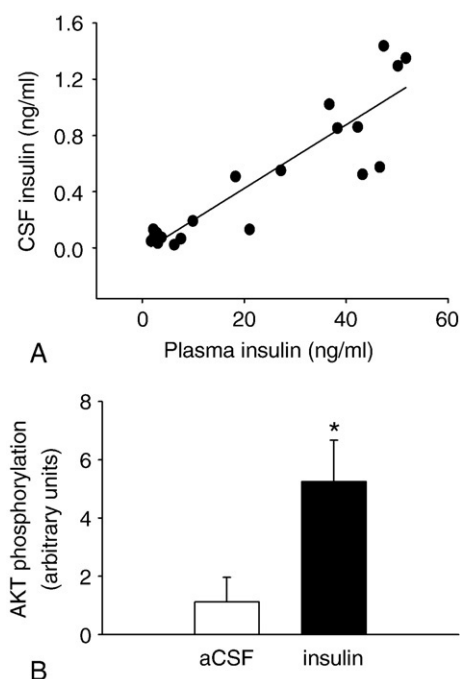 1.6
1.2
0.8
0.4
0.0
CSF insulin (ng/ml)
0 20 40 60
Plasma insulin (ng/ml)
A
8
6
4
2
0
AKT phosphorylation
(arbitrary units)
*
aCSF insulin
B